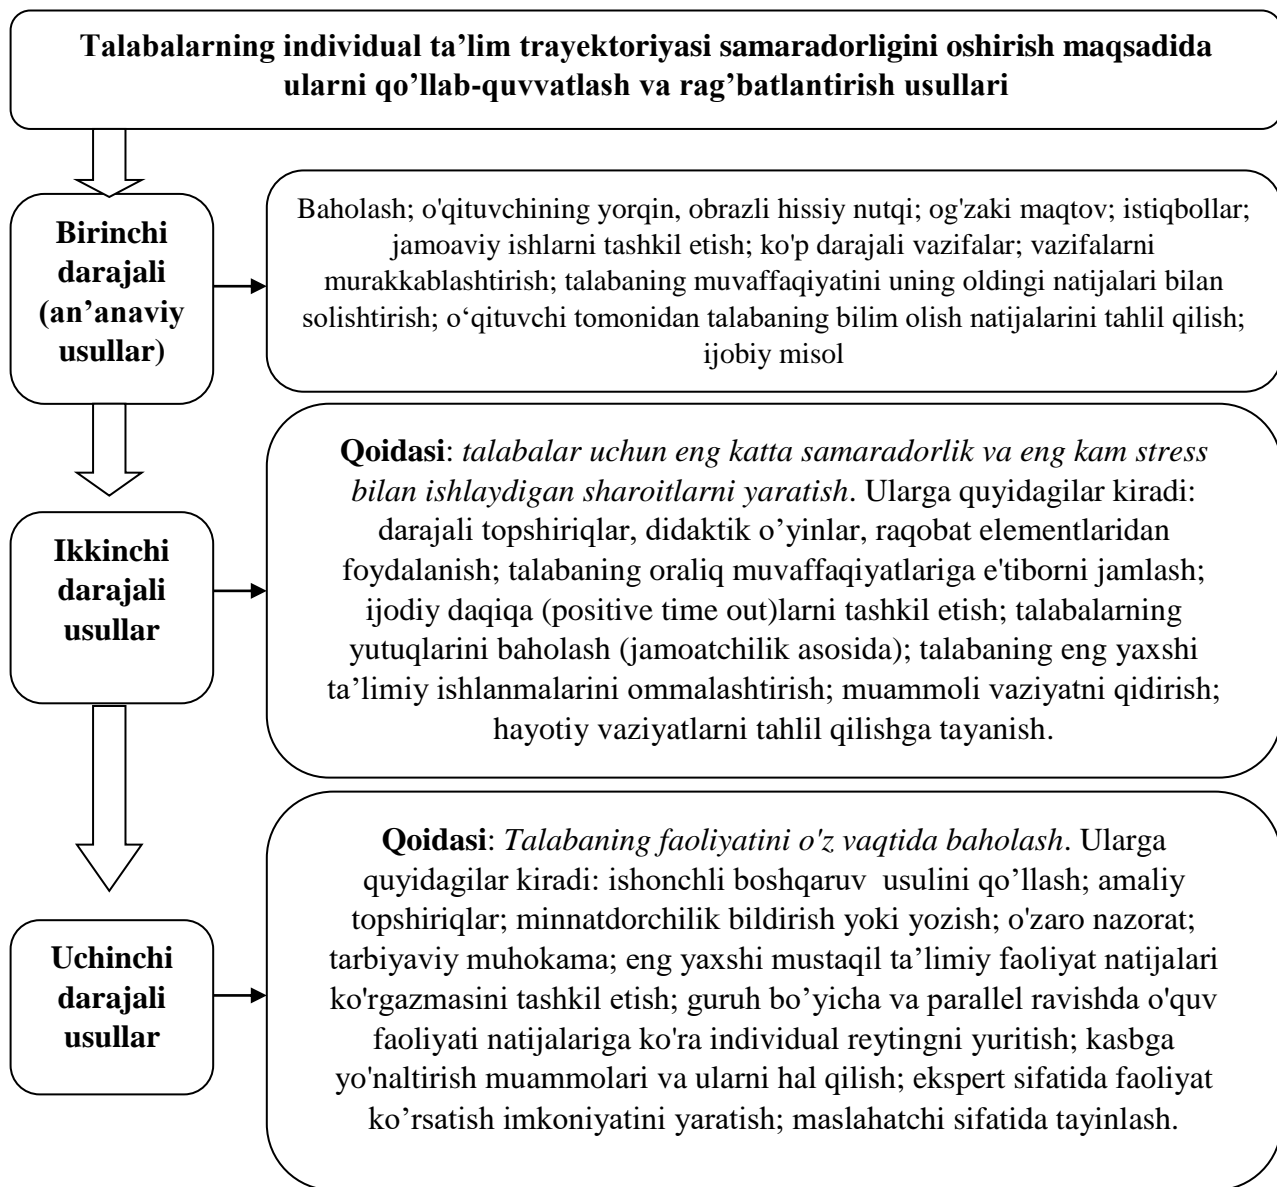 Talabalarning individual ta’lim trayektoriyasi samaradorligini oshirish maqsadida
ularni qo’llab-quvvatlash va rag’batlantirish usullari
Birinchi
darajali
(an’anaviy
usullar)
Baholash; o'qituvchining yorqin, obrazli hissiy nutqi; og'zaki maqtov; istiqbollar;
jamoaviy ishlarni tashkil etish; ko'p darajali vazifalar; vazifalarni
murakkablashtirish; talabaning muvaffaqiyatini uning oldingi natijalari bilan
solishtirish; o‘qituvchi tomonidan talabaning bilim olish natijalarini tahlil qilish;
ijobiy misol
Ikkinchi
darajali
usullar
Qoidasi: talabalar uchun eng katta samaradorlik va eng kam stress
bilan ishlaydigan sharoitlarni yaratish. Ularga quyidagilar kiradi:
darajali topshiriqlar, didaktik o’yinlar, raqobat elementlaridan
foydalanish; talabaning oraliq muvaffaqiyatlariga e'tiborni jamlash;
ijodiy daqiqa (positive time out)larni tashkil etish; talabalarning
yutuqlarini baholash (jamoatchilik asosida); talabaning eng yaxshi
ta’limiy ishlanmalarini ommalashtirish; muammoli vaziyatni qidirish;
hayotiy vaziyatlarni tahlil qilishga tayanish.
Uchinchi
darajali
usullar
Qoidasi: Talabaning faoliyatini o'z vaqtida baholash. Ularga
quyidagilar kiradi: ishonchli boshqaruv  usulini qo’llash; amaliy
topshiriqlar; minnatdorchilik bildirish yoki yozish; o'zaro nazorat;
tarbiyaviy muhokama; eng yaxshi mustaqil ta’limiy faoliyat natijalari
ko'rgazmasini tashkil etish; guruh bo’yicha va parallel ravishda o'quv
faoliyati natijalariga ko'ra individual reytingni yuritish; kasbga
yo'naltirish muammolari va ularni hal qilish; ekspert sifatida faoliyat
ko’rsatish imkoniyatini yaratish; maslahatchi sifatida tayinlash.